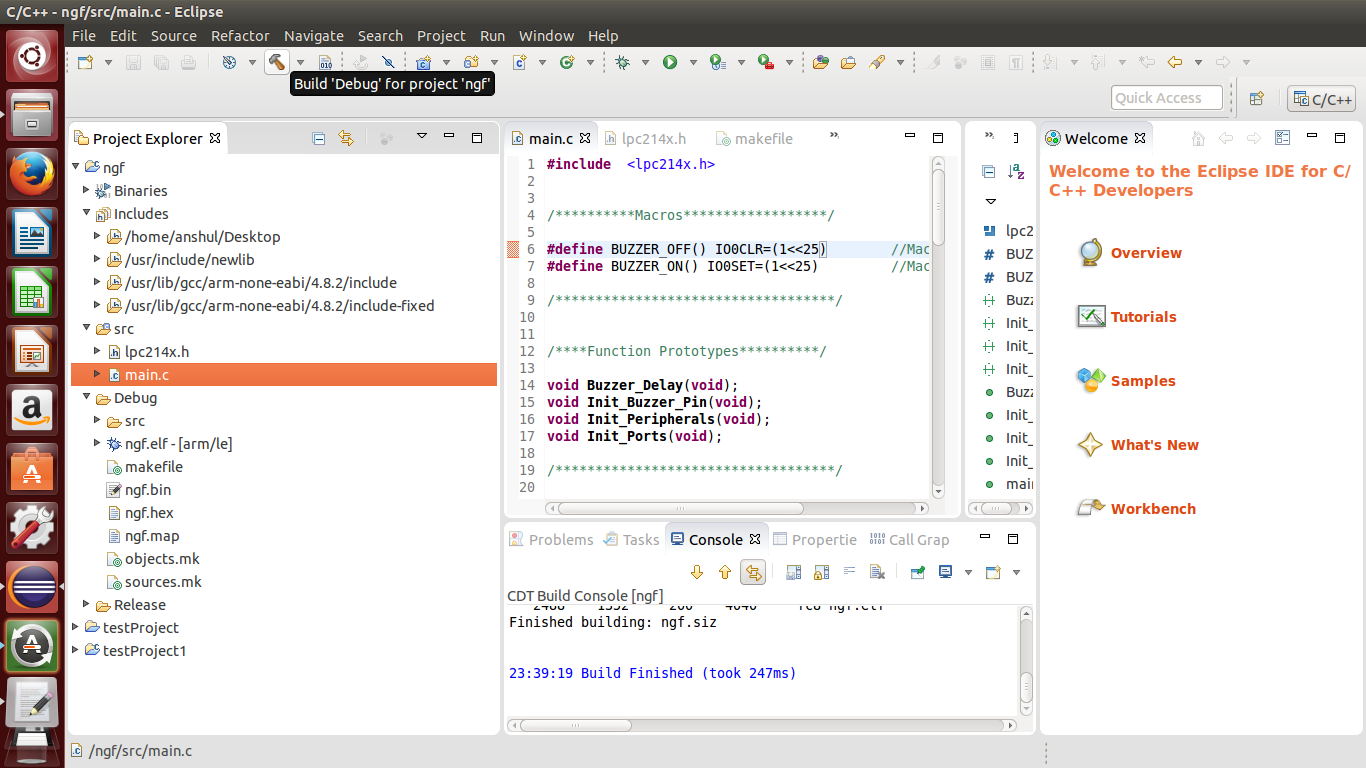 C/C++ - ngf/src/main.c - Eclipse
File Edit Source Refactor Navigate Search Project Run Window Help
Build 'Debug' for project 'ngf'
Quick Access
C/C++
Project Explorer
ngf
Binaries
Includes
/home/anshul/Desktop
/usr/include/newlib
/usr/lib/gcc/arm-none-eabi/4.8.2/include
/usr/lib/gcc/arm-none-eabi/4.8.2/include-fixed
src
lpc214x.h
main.c
Debug
src
ngf.elf - [arm/le]
makefile
ngf.bin
ngf.hex
ngf.map
objects.mk
sources.mk
Release
testProject
testProject1
main.c lpc214x.h makefile
1 #include  <lpc214x.h>
2
3
4 /**********Macros******************/
5
6 #define BUZZER_OFF() IO0CLR=(1<<25)         //Mac
7 #define BUZZER_ON() IO0SET=(1<<25)         //Mac
8
9 /***********************************/
10
11
12 /****Function Prototypes**********/
13
14 void Buzzer_Delay(void);
15 void Init_Buzzer_Pin(void);
16 void Init_Peripherals(void);
17 void Init_Ports(void);
18
19 /***********************************/
20
lpc2
BUZ
BUZ
Buzz
Init_
Init_
Init_
Buzz
Init_
Init_
Init_
main
Welcome
Welcome to the Eclipse IDE for C/
C++ Developers
Overview
Tutorials
Samples
What's New
Workbench
Problems Tasks Console Propertie Call Grap
CDT Build Console [ngf]
Finished building: ngf.siz
23:39:19 Build Finished (took 247ms)
/ngf/src/main.c